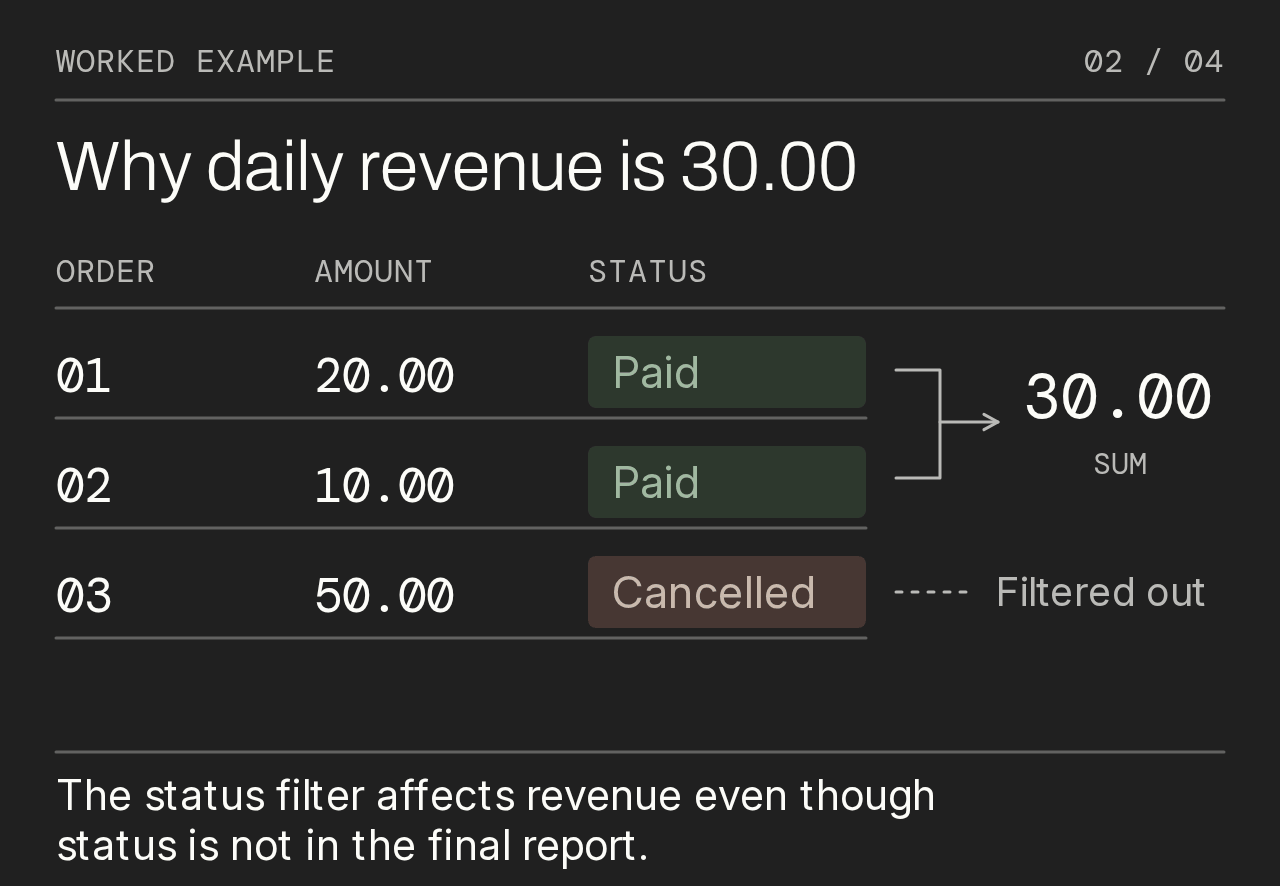 WORKED EXAMPLE 02 / 04
Why daily revenue is 30.00
ORDER AMOUNT STATUS
01 20.00 Paid
30.00
SUM
02 10.00 Paid
03 50.00 Cancelled Filtered out
The status filter affects revenue even though
status is not in the final report.